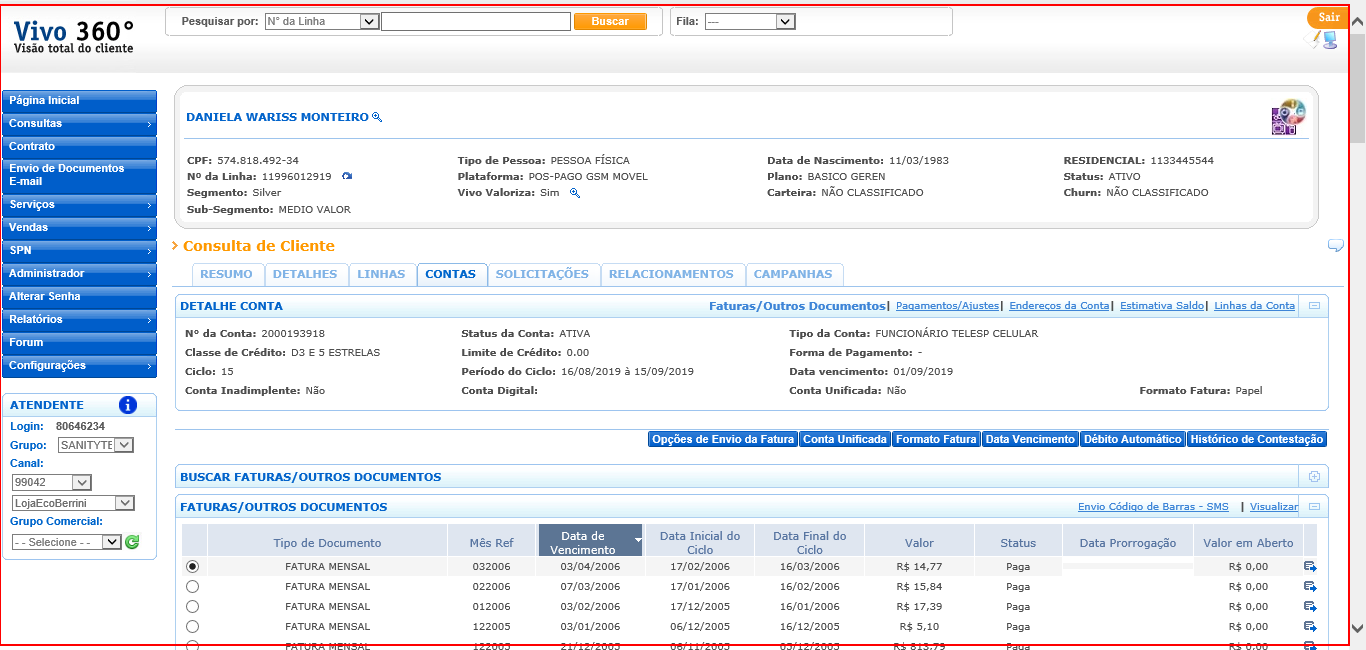 Vivo 360°
Visão total do cliente
Pesquisar por: N° da Linha Buscar Fila: ---
Sair
Página Inicial
Consultas
Contrato
Envio de Documentos
E-mail
Serviços
Vendas
SPN
Administrador
Alterar Senha
Relatórios
Forum
Configurações
ATENDENTE
Login: 80646234
Grupo: SANITYTE
Canal:
99042
LojaEcoBerrini
Grupo Comercial:
- - Selecione - -
DANIELA WARISS MONTEIRO
CPF: 574.818.492-34 Tipo de Pessoa: PESSOA FÍSICA Data de Nascimento: 11/03/1983 RESIDENCIAL: 1133445544
Nº da Linha: 11996012919 Plataforma: POS-PAGO GSM MOVEL Plano: BASICO GEREN Status: ATIVO
Segmento: Silver Vivo Valoriza: Sim Carteira: NÃO CLASSIFICADO Churn: NÃO CLASSIFICADO
Sub-Segmento: MEDIO VALOR
Consulta de Cliente
RESUMO DETALHES LINHAS CONTAS SOLICITAÇÕES RELACIONAMENTOS CAMPANHAS
DETALHE CONTA Faturas/Outros Documentos| Pagamentos/Ajustes| Endereços da Conta| Estimativa Saldo| Linhas da Conta
Nº da Conta: 2000193918 Status da Conta: ATIVA Tipo da Conta: FUNCIONÁRIO TELESP CELULAR
Classe de Crédito: D3 E 5 ESTRELAS Limite de Crédito: 0.00 Forma de Pagamento: -
Ciclo: 15 Período do Ciclo: 16/08/2019 à 15/09/2019 Data vencimento: 01/09/2019
Conta Inadimplente: Não Conta Digital: Conta Unificada: Não Formato Fatura: Papel
Opções de Envio da Fatura Conta Unificada Formato Fatura Data Vencimento Débito Automático Histórico de Contestação
BUSCAR FATURAS/OUTROS DOCUMENTOS
FATURAS/OUTROS DOCUMENTOS Envio Código de Barras - SMS | Visualizar
Tipo de Documento Mês Ref Data de Vencimento Data Inicial do Ciclo Data Final do Ciclo Valor Status Data Prorrogação Valor em Aberto
FATURA MENSAL 032006 03/04/2006 17/02/2006 16/03/2006 R$ 14,77 Paga R$ 0,00
FATURA MENSAL 022006 07/03/2006 17/01/2006 16/02/2006 R$ 15,84 Paga R$ 0,00
FATURA MENSAL 012006 03/02/2006 17/12/2005 16/01/2006 R$ 17,39 Paga R$ 0,00
FATURA MENSAL 122005 03/01/2006 06/12/2005 16/12/2005 R$ 5,10 Paga R$ 0,00
FATURA MENSAL 122005 21/12/2005 06/11/2005 05/12/2005 R$ 813,79 Paga R$ 0,00